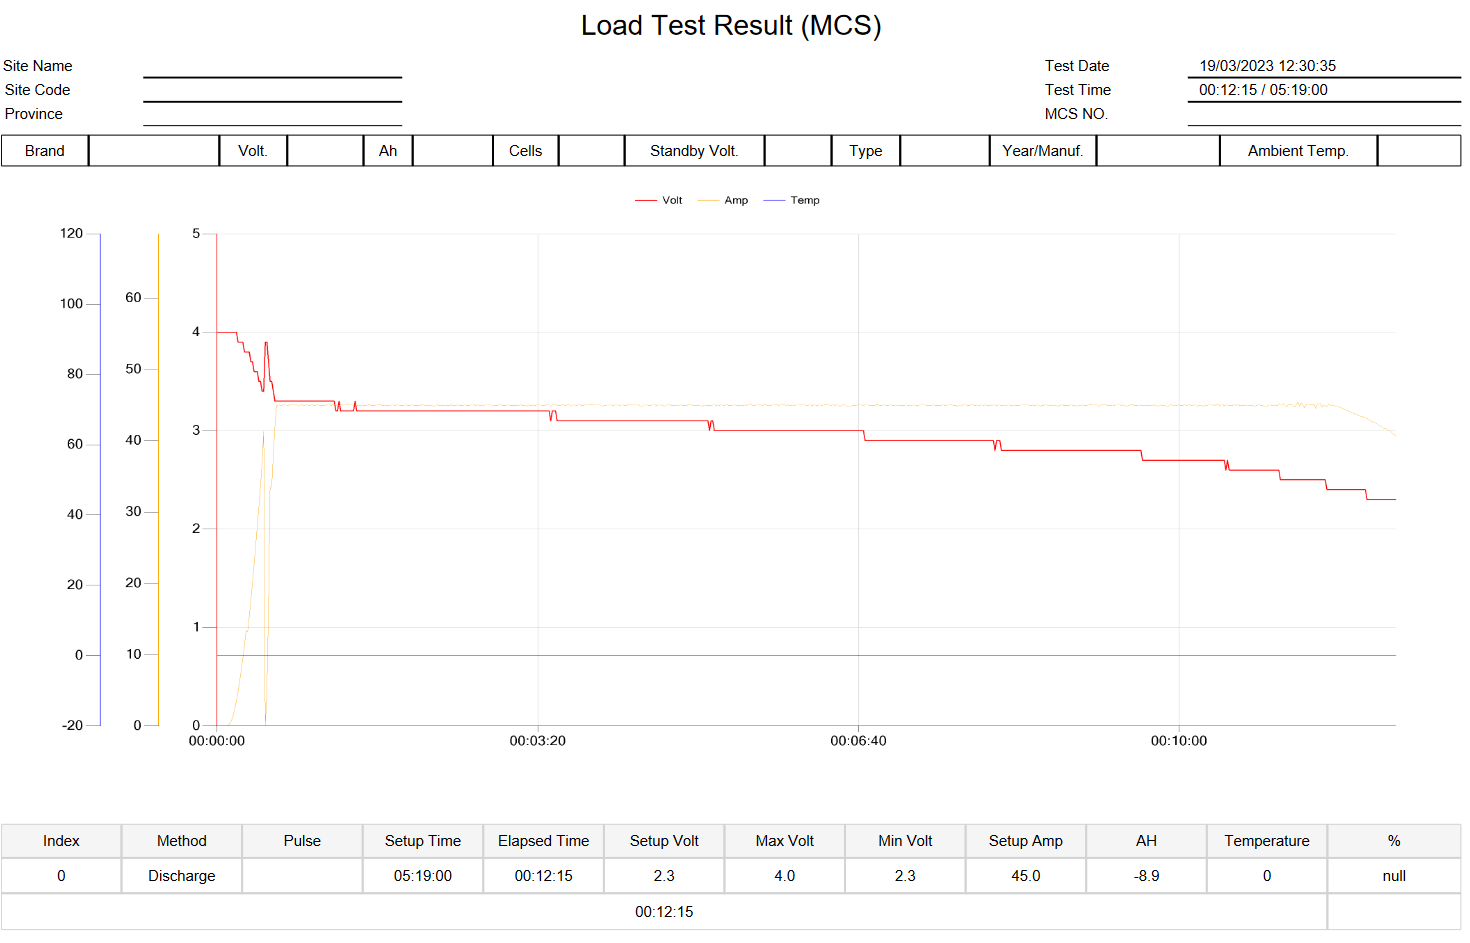 Load Test Result (MCS)
Site Name
Test Date 19/03/2023 12:30:35
Site Code
Test Time 00:12:15 / 05:19:00
Province
MCS NO.
Brand Volt. Ah Cells Standby Volt. Type Year/Manuf. Ambient Temp.
Volt Amp Temp
120
100
80
60
40
20
0
-20
60
50
40
30
20
10
0
5
4
3
2
1
0
00:00:00 00:03:20 00:06:40 00:10:00
Index Method Pulse Setup Time Elapsed Time Setup Volt Max Volt Min Volt Setup Amp AH Temperature %
0 Discharge 05:19:00 00:12:15 2.3 4.0 2.3 45.0 -8.9 0 null
00:12:15